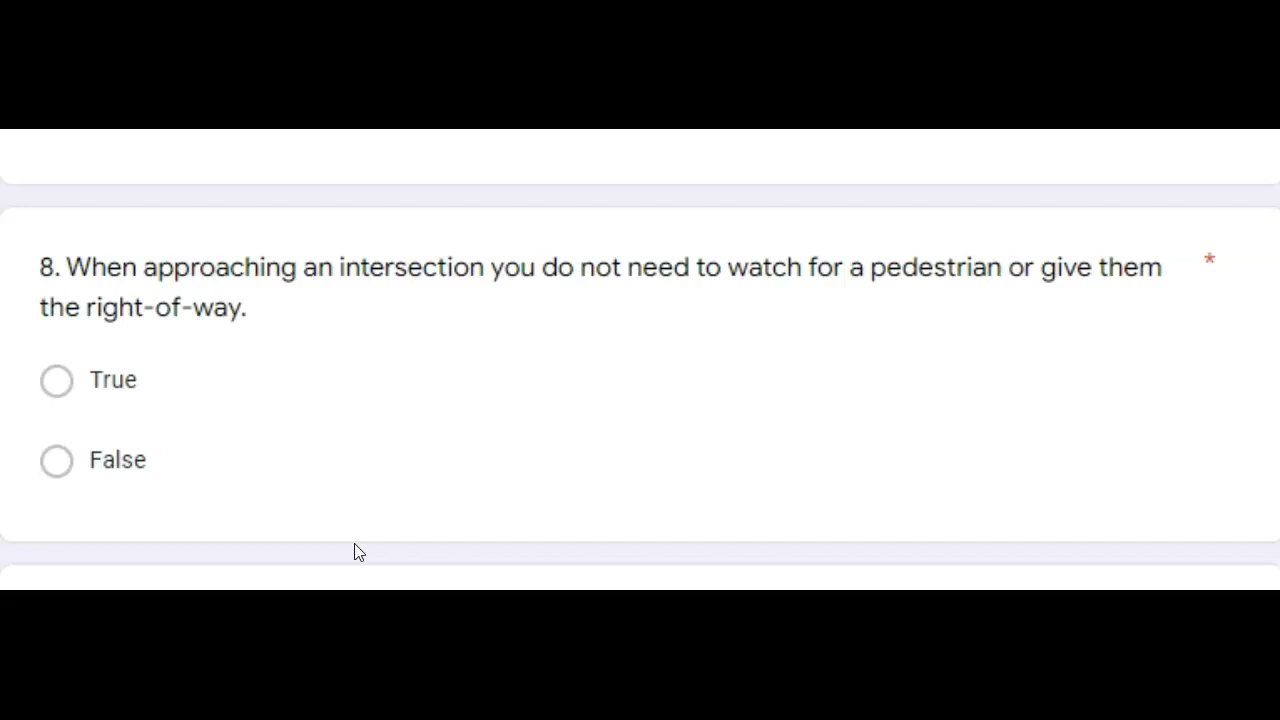 8. When approaching an intersection you do not need to watch for a pedestrian or give them *
the right-of-way.
True
False